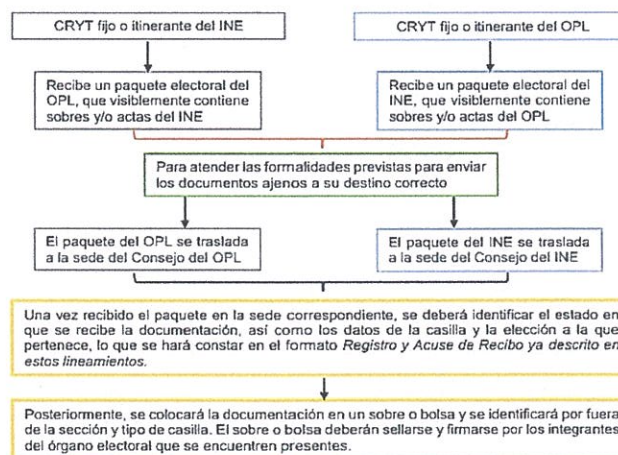 CRYT fijo o itinerante del INE
CRYT fijo o itinerante del OPL
Recibe un paquete electoral del
OPL, que visiblemente contiene
sobres y/o actas del INE
Recibe un paquete electoral del
INE, que visiblemente contiene
sobres y/o actas del OPL
Para atender las formalidades previstas para enviar
los documentos ajenos a su destino correcto
El paquete del OPL se traslada
a la sede del Consejo del OPL
El paquete del INE se traslada
a la sede del Consejo del INE
Una vez recibido el paquete en la sede correspondiente, se deberá identificar el estado en
que se recibe la documentación, así como los datos de la casilla y la elección a la que
pertenece, lo que se hará constar en el formato Registro y Acuse de Recibo ya descrito en
estos lineamientos.
Posteriormente, se colocará la documentación en un sobre o bolsa y se identificará por fuera
de la sección y tipo de casilla. El sobre o bolsa deberán sellarse y firmarse por los integrantes
del órgano electoral que se encuentren presentes.